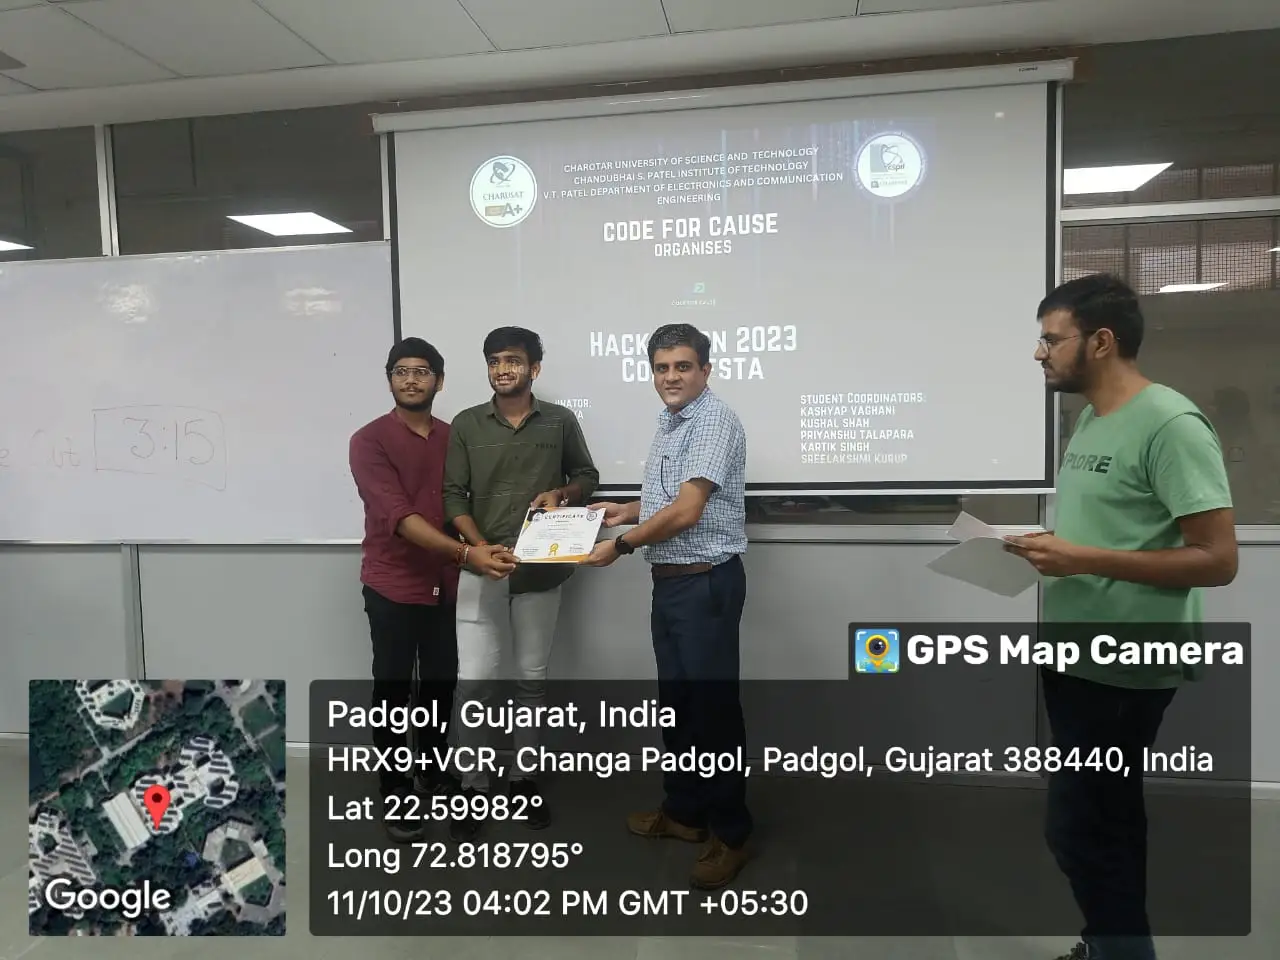 CHAROTAR UNIVERSITY OF SCIENCE AND TECHNOLOGY
CHANDUBHAI S. PATEL INSTITUTE OF TECHNOLOGY
V.T. PATEL DEPARTMENT OF ELECTRONICS AND COMMUNICATION
ENGINEERING
CHARUSAT
A+
CODE FOR CAUSE
ORGANISES
CODE FOR CAUSE
2023
STUDENT COORDINATORS:
KASHYAP VAGHANI
KUSHAL SHAH
PRIYANSHU TALAPARA
KARTIK SINGH
SREELAKSHMI KURUP
3:15
CERTIFICATE
GPS Map Camera
Padgol, Gujarat, India
HRX9+VCR, Changa Padgol, Padgol, Gujarat 388440, India
Lat 22.59982°
Long 72.818795°
11/10/23 04:02 PM GMT +05:30
Google